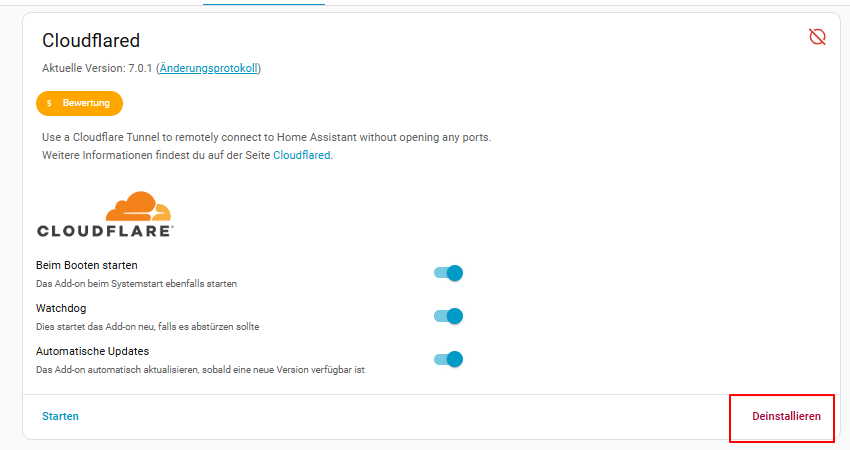 Cloudflared
Aktuelle Version: 7.0.1 (Änderungsprotokoll)
5 Bewertung
Use a Cloudflare Tunnel to remotely connect to Home Assistant without opening any ports.
Weitere Informationen findest du auf der Seite Cloudflared.
CLOUDFLARE
Beim Booten starten
Das Add-on beim Systemstart ebenfalls starten
Watchdog
Dies startet das Add-on neu, falls es abstürzen sollte
Automatische Updates
Das Add-on automatisch aktualisieren, sobald eine neue Version verfügbar ist
Starten
Deinstallieren